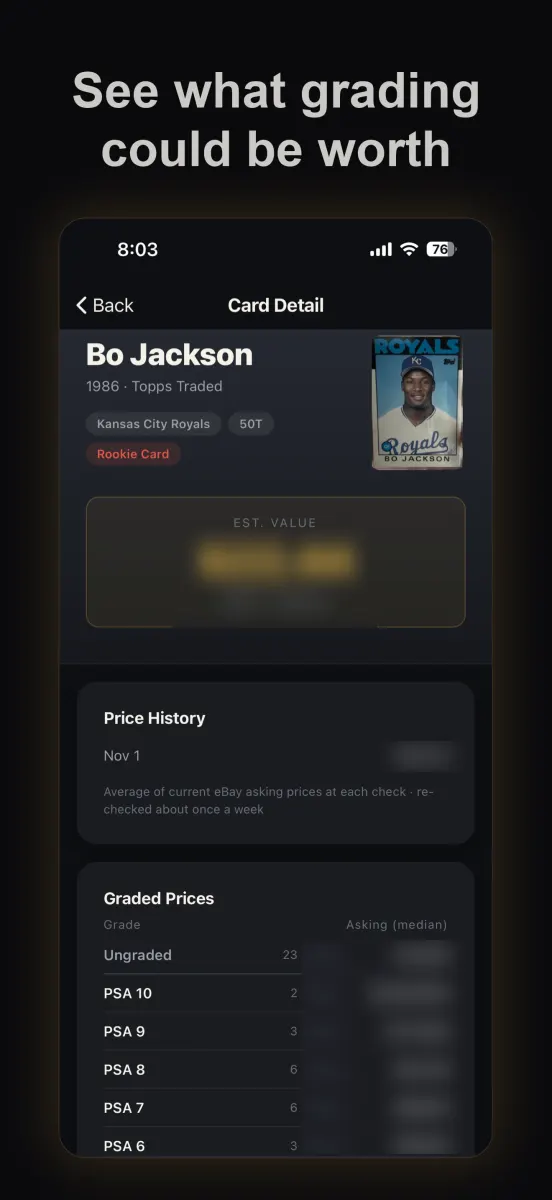 See what grading
could be worth
8:03
76
Back
Card Detail
Bo Jackson
1986 · Topps Traded
ROYALS
KC
Royals
BO JACKSON
Kansas City Royals
50T
Rookie Card
EST. VALUE
Price History
Nov 1
Average of current eBay asking prices at each check · re-
checked about once a week
Graded Prices
Grade
Asking (median)
Ungraded 23
PSA 10 2
PSA 9 3
PSA 8 6
PSA 7 6
PSA 6 3